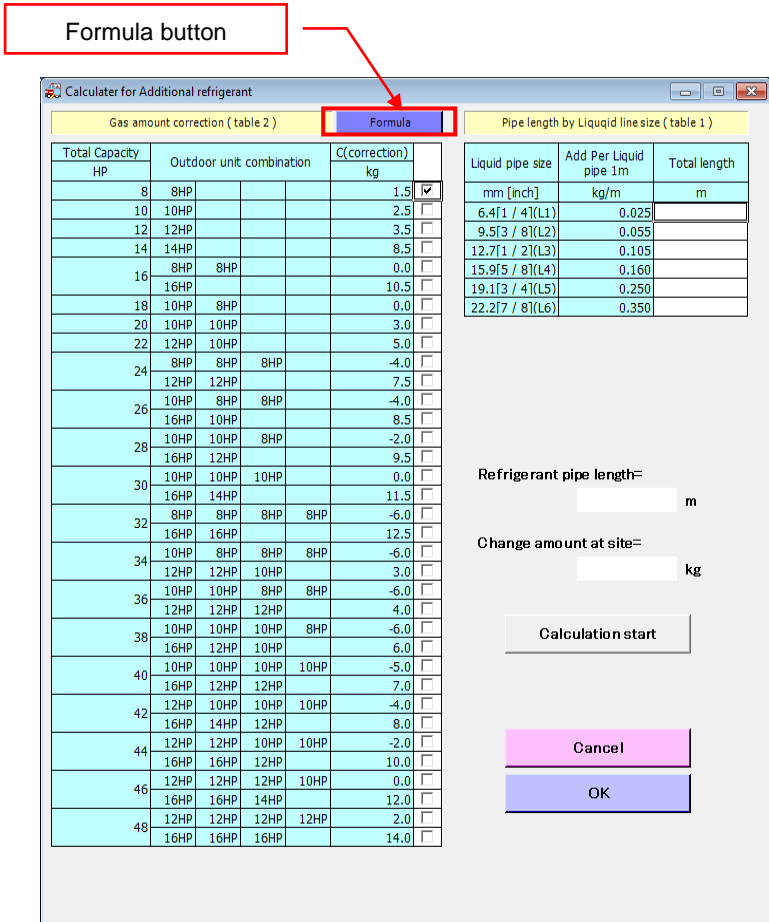 Formula button
Calculater for Additional refrigerant
Gas amount correction ( table 2 )
Formula
Pipe length by Liquqid line size ( table 1 )
Total Capacity
HP
Outdoor unit combination
C(correction)
kg
8 8HP 1.5
10 10HP 2.5
12 12HP 3.5
14 14HP 8.5
16 8HP 8HP 0.0
16HP 10.5
18 10HP 8HP 0.0
20 10HP 10HP 3.0
22 12HP 10HP 5.0
24 8HP 8HP 8HP -4.0
12HP 12HP 7.5
26 10HP 8HP 8HP -4.0
16HP 10HP 8.5
28 10HP 10HP 8HP -2.0
16HP 12HP 9.5
30 10HP 10HP 10HP 0.0
16HP 14HP 11.5
32 8HP 8HP 8HP 8HP -6.0
16HP 16HP 12.5
34 10HP 8HP 8HP 8HP -6.0
12HP 12HP 10HP 3.0
36 10HP 10HP 8HP 8HP -6.0
12HP 12HP 12HP 4.0
38 10HP 10HP 10HP 8HP -6.0
16HP 12HP 10HP 6.0
40 10HP 10HP 10HP 10HP -5.0
16HP 12HP 12HP 7.0
42 12HP 10HP 10HP 10HP -4.0
16HP 14HP 12HP 8.0
44 12HP 12HP 10HP 10HP -2.0
16HP 16HP 12HP 10.0
46 12HP 12HP 12HP 10HP 0.0
16HP 16HP 14HP 12.0
48 12HP 12HP 12HP 12HP 2.0
16HP 16HP 16HP 14.0
Liquid pipe size
Add Per Liquid
pipe 1m
Total length
mm [inch] kg/m m
6.4[1 / 4](L1) 0.025
9.5[3 / 8](L2) 0.055
12.7[1 / 2](L3) 0.105
15.9[5 / 8](L4) 0.160
19.1[3 / 4](L5) 0.250
22.2[7 / 8](L6) 0.350
Refrigerant pipe length=
m
Change amount at site=
kg
Calculation start
Cancel
OK